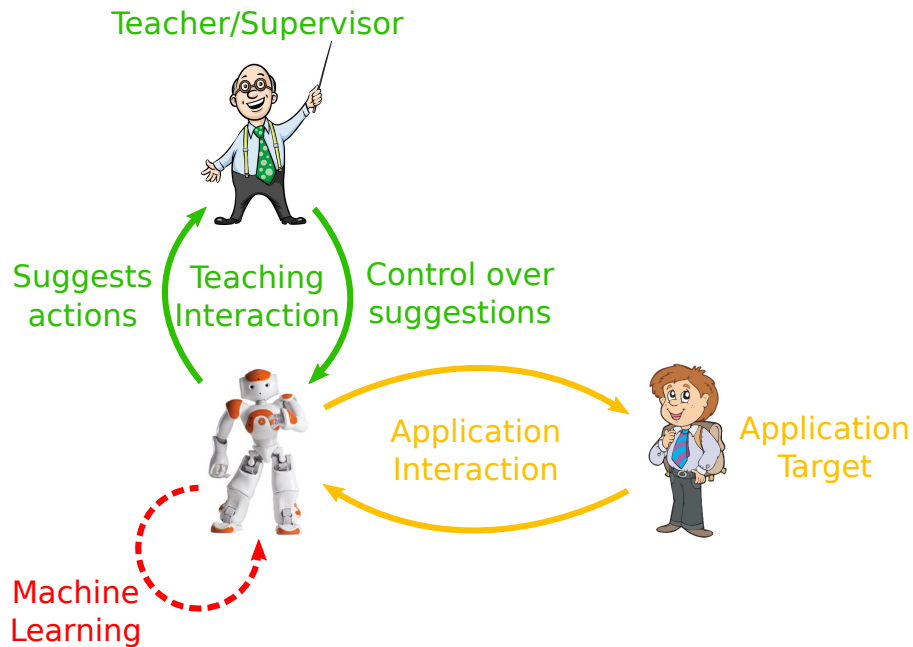 Teacher/Supervisor
Suggests
actions
Teaching
Interaction
Control over
suggestions
Application
Interaction
Application
Target
Machine
Learning